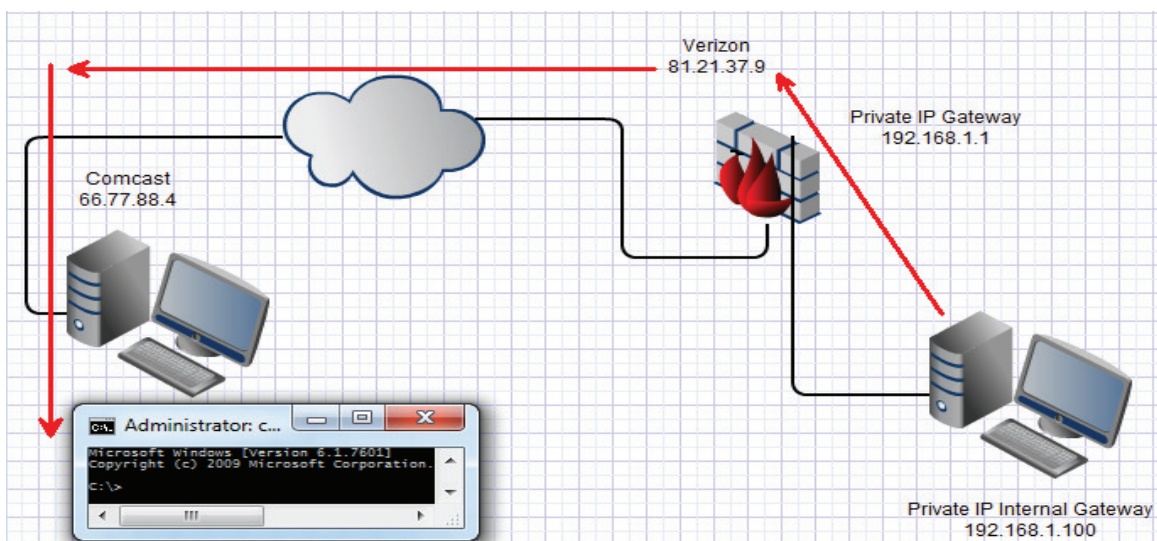 Verizon
81.21.37.9
Private IP Gateway
192.168.1.1
Comcast
66.77.88.4
Administrator: c...
Microsoft Windows [Version 6.1.7601]
Copyright (c) 2009 Microsoft Corporation.
C:\>
Private IP Internal Gateway
192.168.1.100